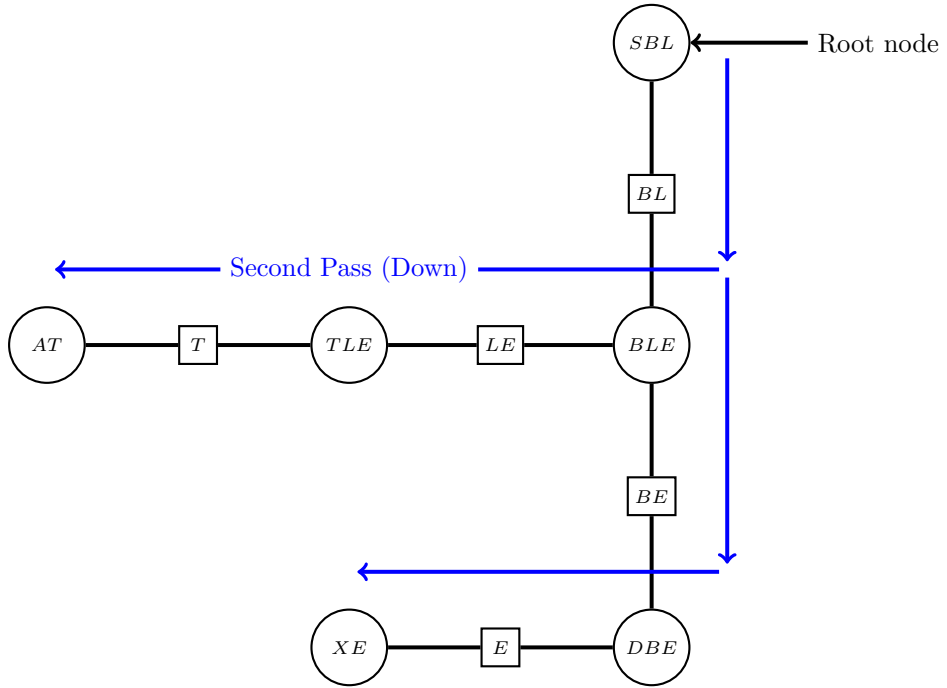 SBL
Root node
BL
Second Pass (Down)
AT
T
TLE
LE
BLE
BE
XE
E
DBE